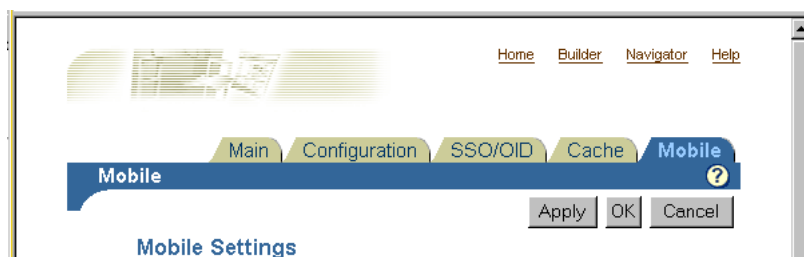 Home Builder Navigator Help
Main Configuration SSO/OID Cache Mobile
Mobile ?
Apply OK Cancel
Mobile Settings